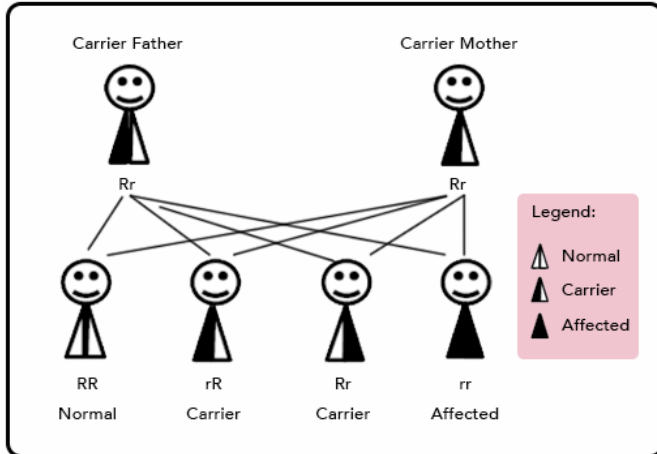 Carrier Father
Carrier Mother
Rr
Rr
Legend:
Normal
Carrier
Affected
RR
rR
Rr
rr
Normal
Carrier
Carrier
Affected